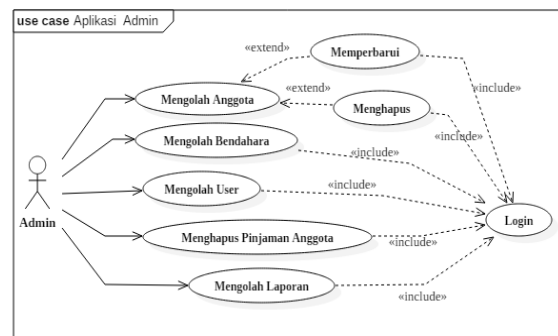 use case Aplikasi Admin
«extend»
Memperbarui
«extend»
«include»
Mengolah Anggota
Menghapus
Mengolah Bendahara
«include»
«include»
Mengolah User
«include»
Admin
Login
Menghapus Pinjaman Anggota
«include»
Mengolah Laporan
«include»